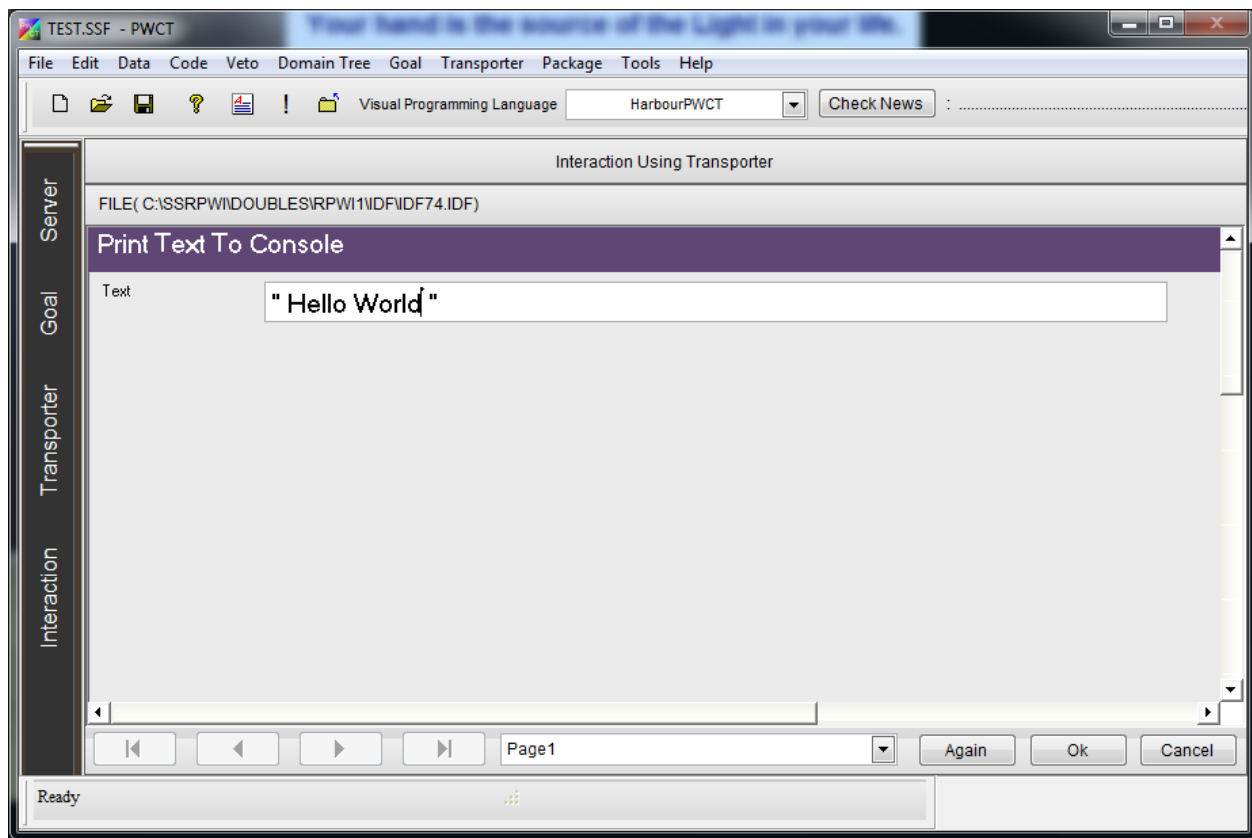 Your hand is the source of the Light in your life.
TEST.SSF - PWCT
File Edit Data Code Veto Domain Tree Goal Transporter Package Tools Help
Visual Programming Language HarbourPWCT Check News : ........................................................................
Interaction Using Transporter
FILE( C:\SSRPWI\DOUBLES\RPWI1\IDF\IDF74.IDF)
Print Text To Console
Text " Hello World "
Server
Goal
Transporter
Interaction
Page1 Again Ok Cancel
Ready